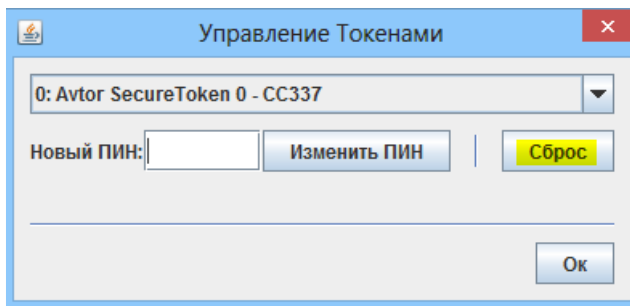 Управление Токенами
0: Avtor SecureToken 0 - CC337
Новый ПИН: Изменить ПИН Сброс
Ок